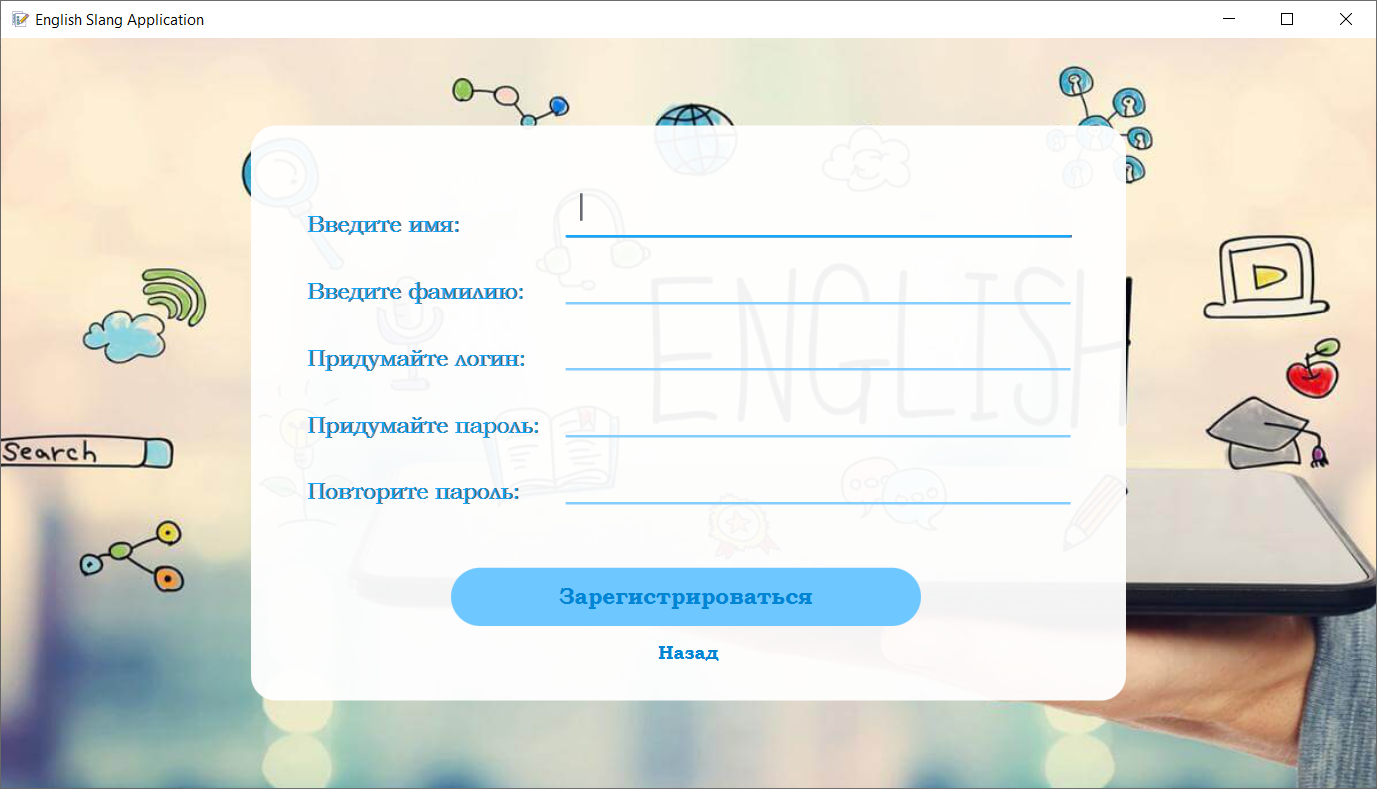 English Slang Application
Введите имя:
Введите фамилию:
ENGLISH
Придумайте логин:
Придумайте пароль:
Search
Повторите пароль:
Зарегистрироваться
Назад